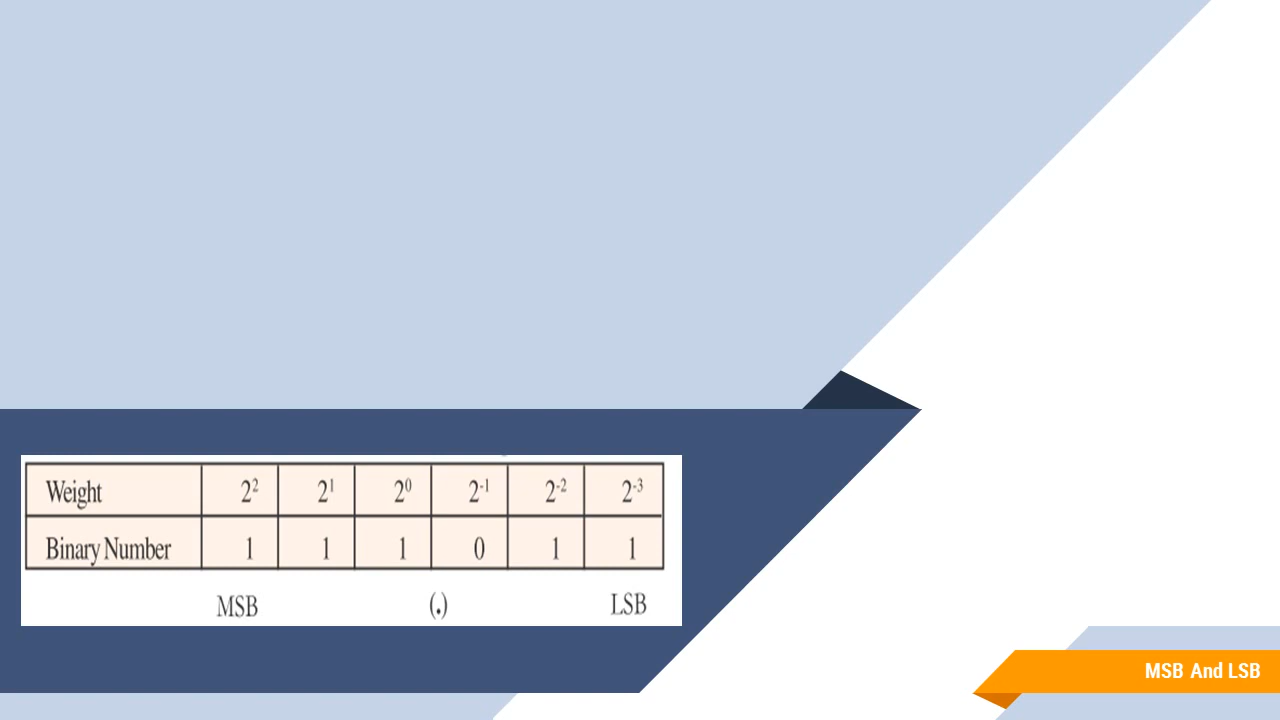 Weight 2² 2¹ 2⁰ 2⁻¹ 2⁻² 2⁻³
Binary Number 1 1 1 0 1 1
MSB (.) LSB
MSB And LSB